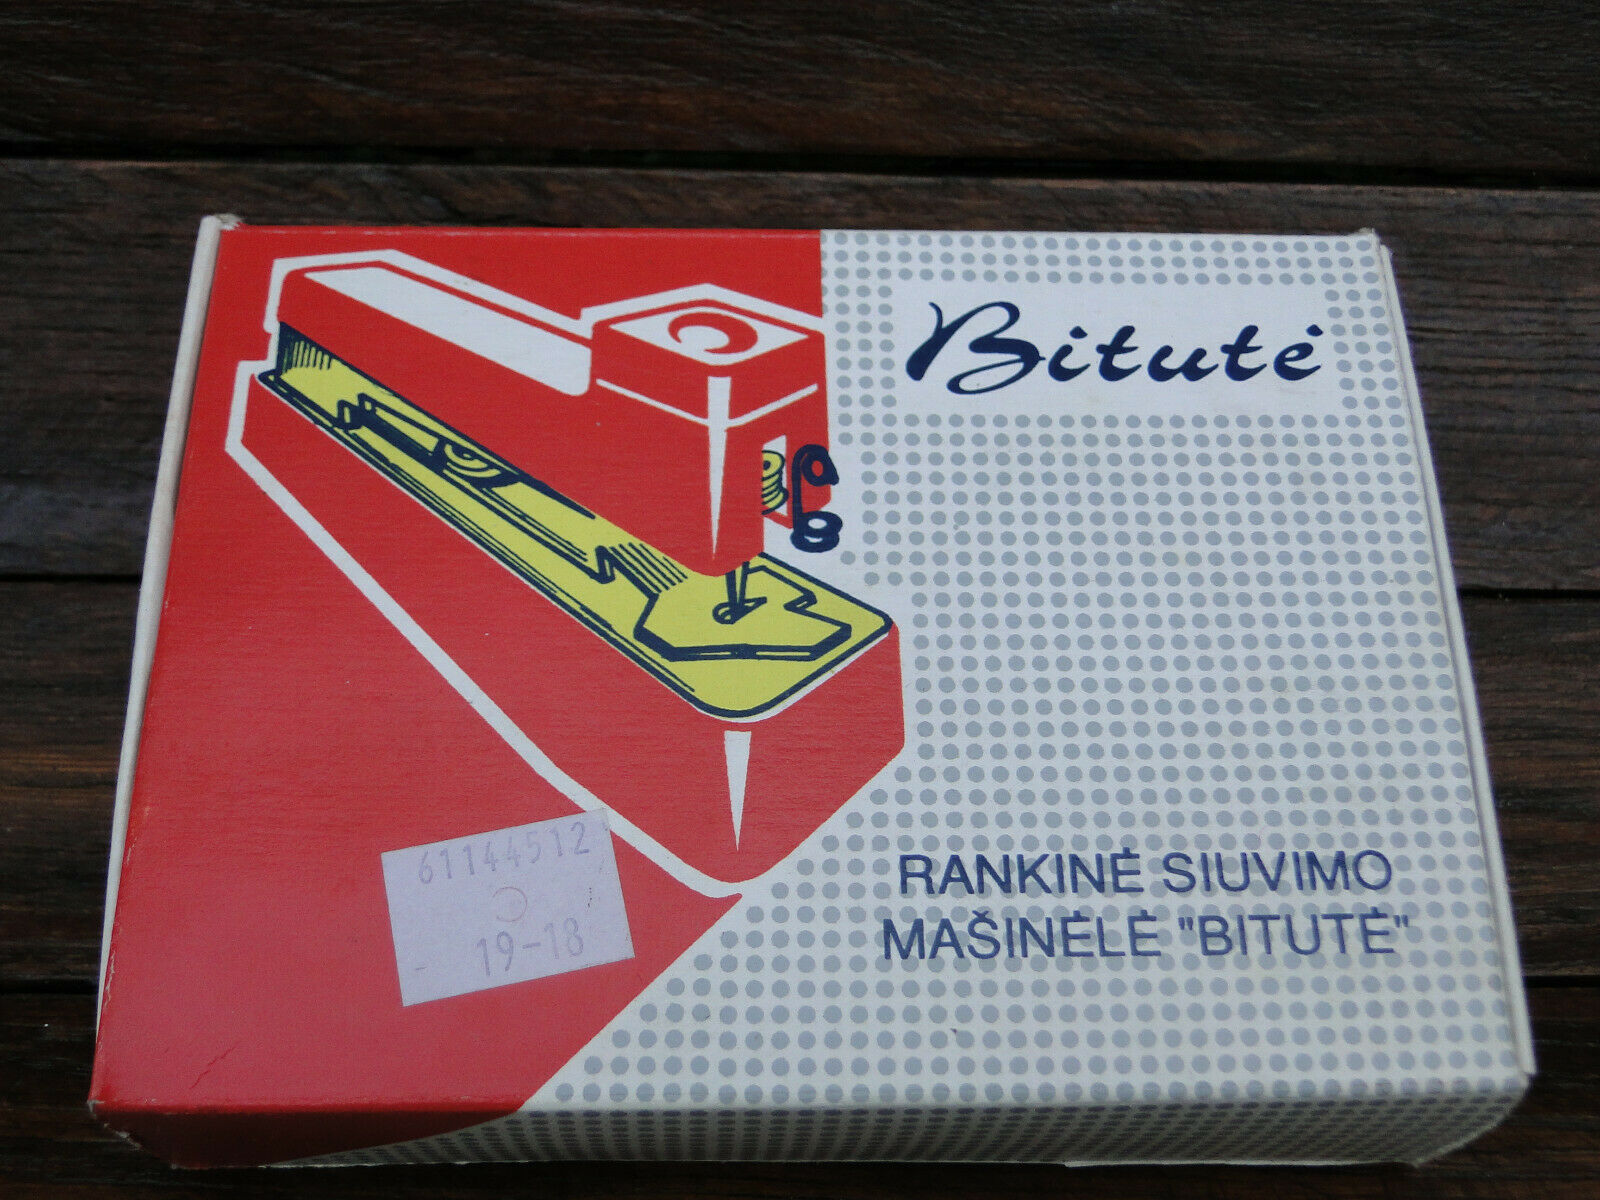 Bitutė
RANKINĖ SIUVIMO
MAŠINĖLĖ "BITUTĖ"
61144512
- 19-18